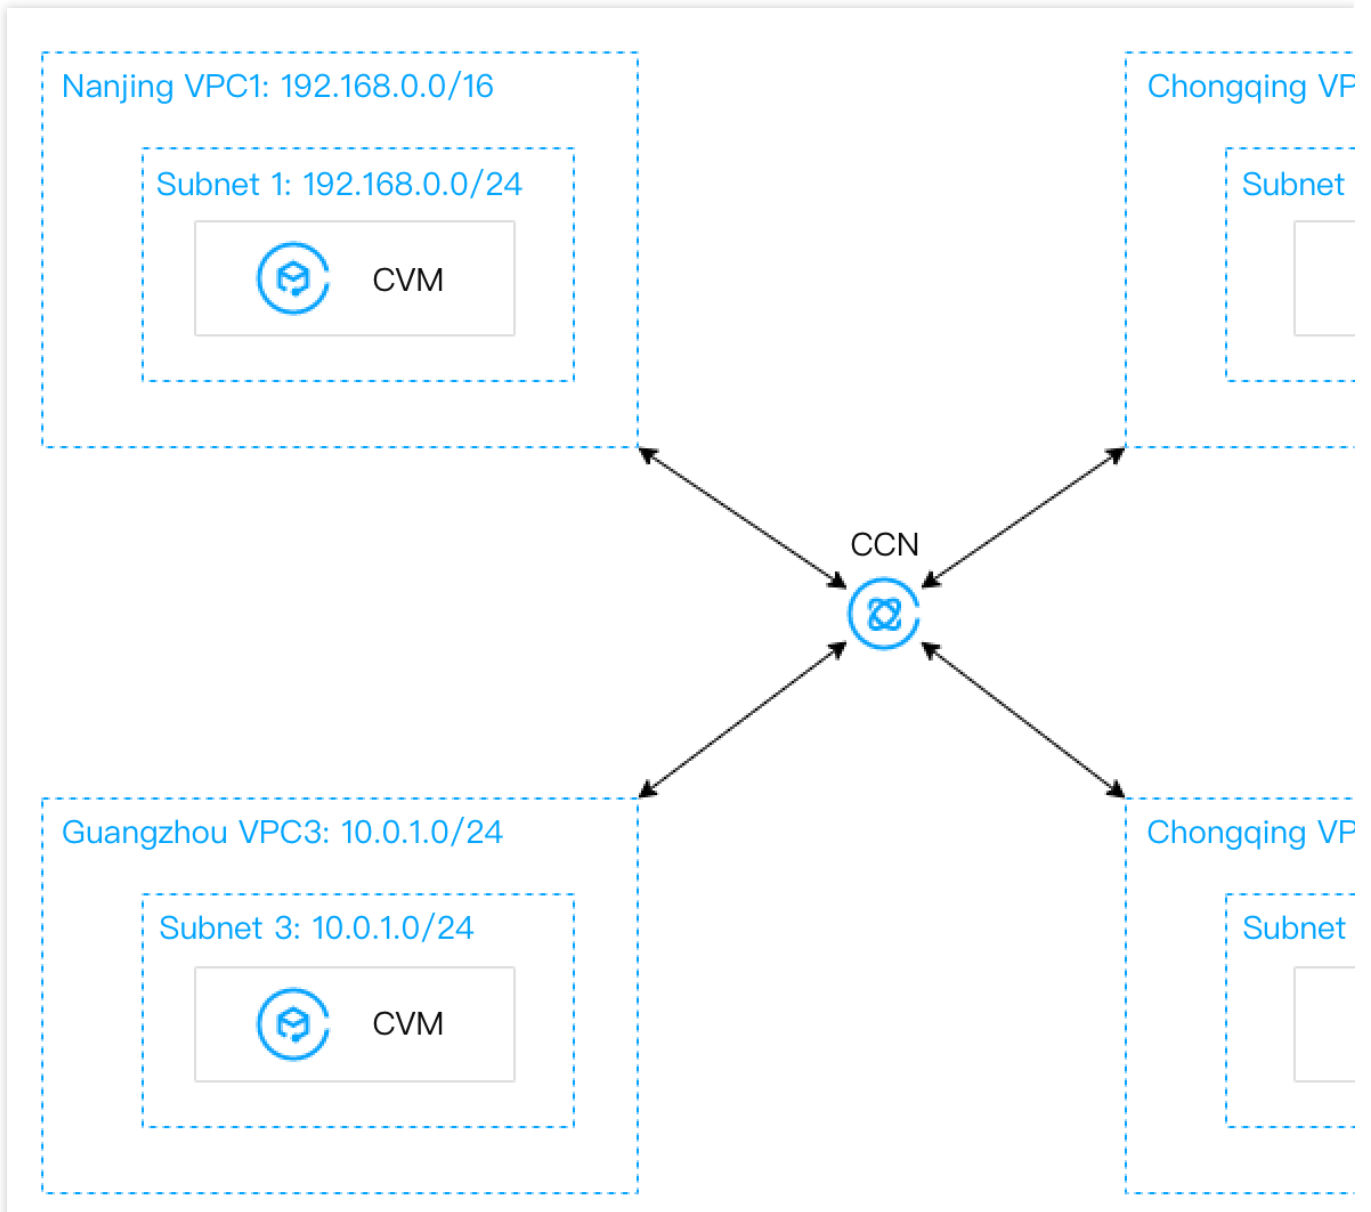 Nanjing VPC1: 192.168.0.0/16
Chongqing VP
Subnet 1: 192.168.0.0/24
Subnet
CVM
CCN
Guangzhou VPC3: 10.0.1.0/24
Chongqing VP
Subnet 3: 10.0.1.0/24
Subnet
CVM